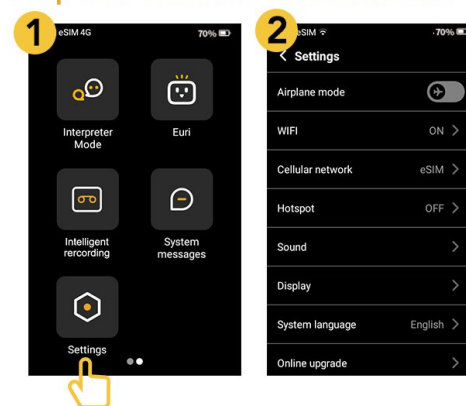 1
eSIM 4G 70%
Interpreter
Mode
Euri
Intelligent
rercording
System
messages
Settings
2
eSIM 70%
Settings
Airplane mode
WIFI ON
Cellular network eSIM
Hotspot OFF
Sound
Display
System language English
Online upgrade